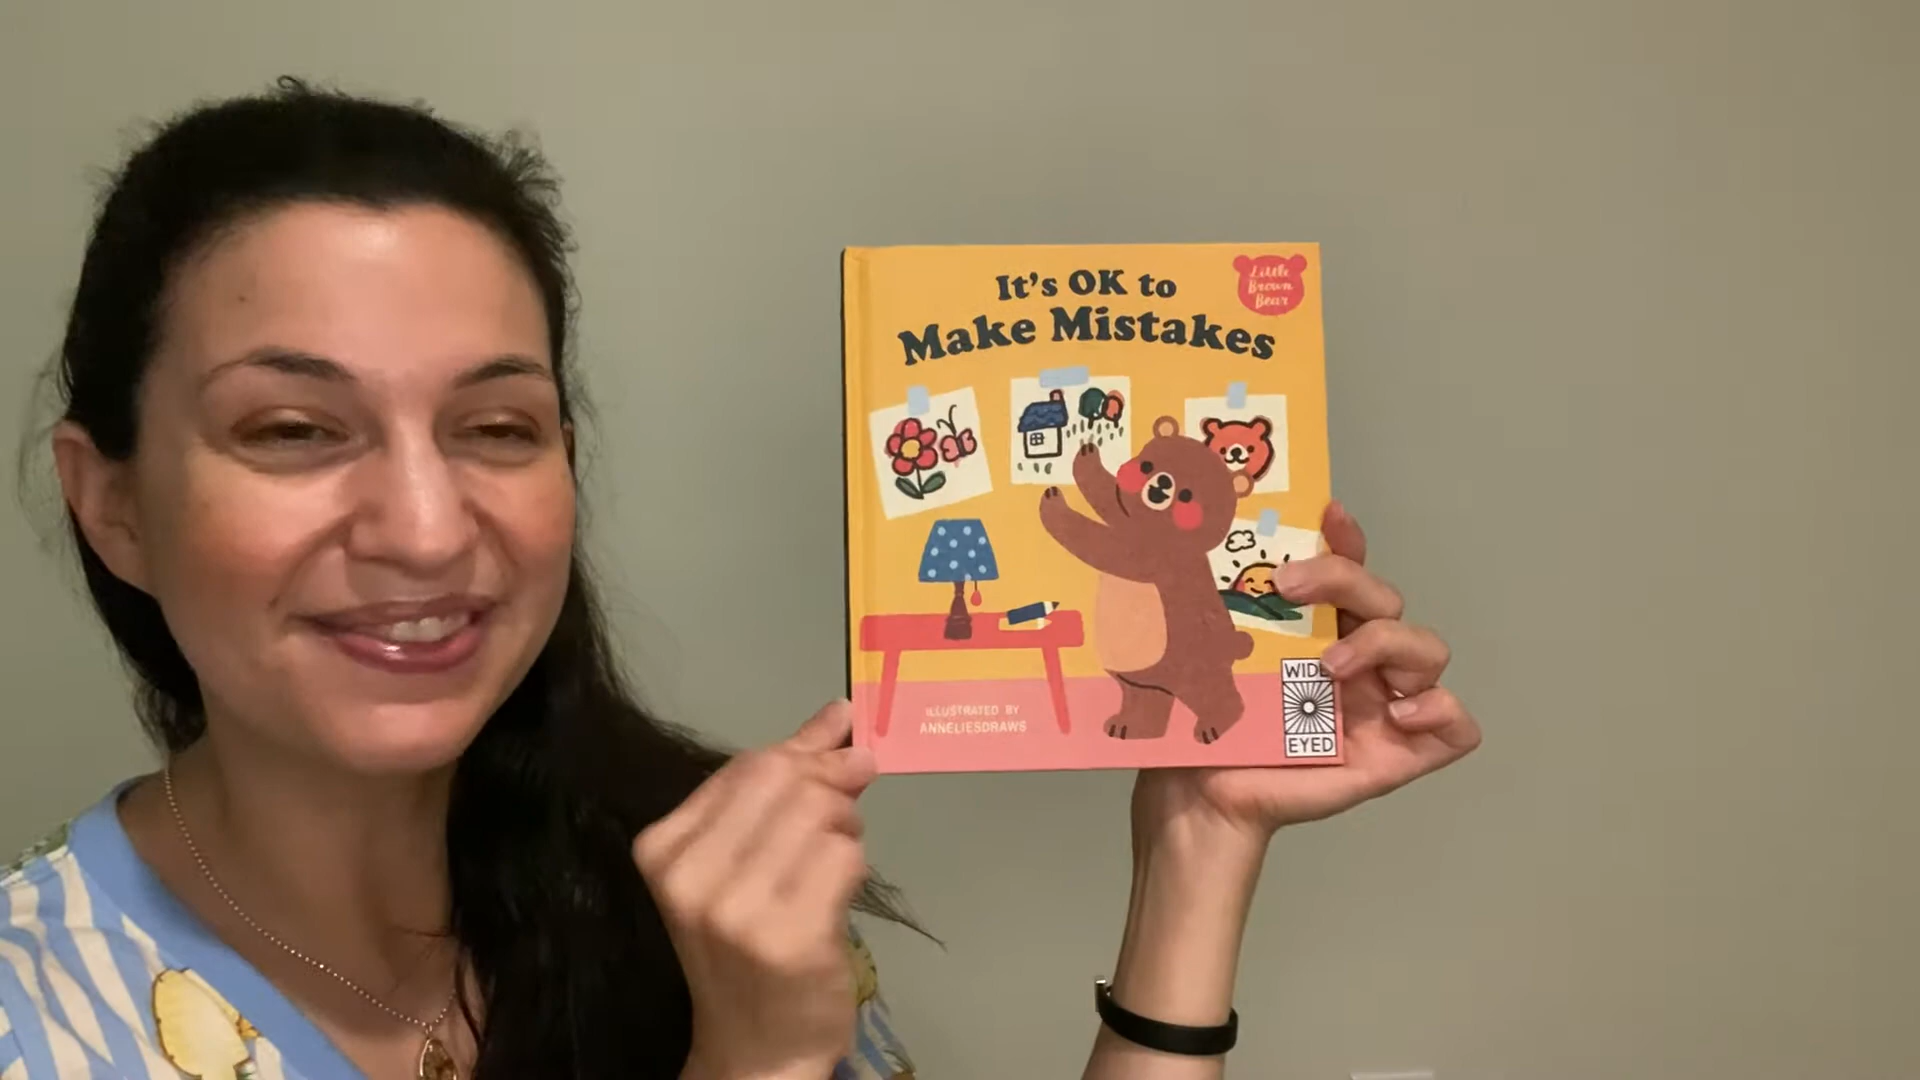 It's OK to
Make Mistakes
Little
Brown
Bear
ILLUSTRATED BY
ANNELIESDRAWS
WIDE
EYED